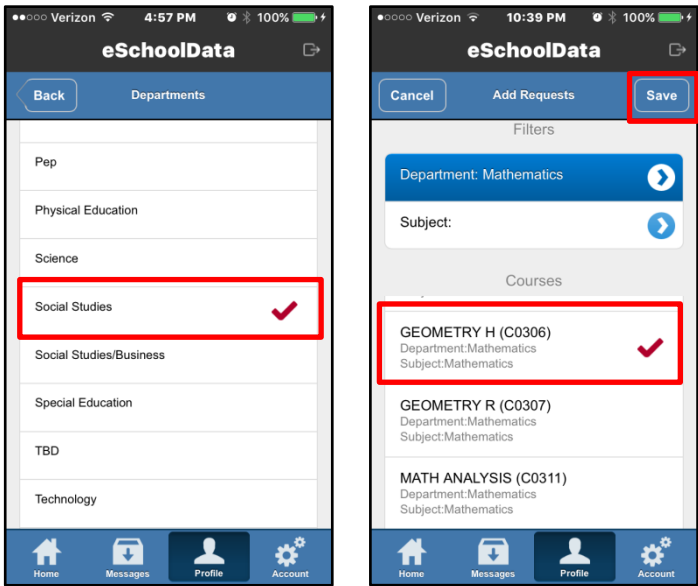 Verizon 4:57 PM 100%
eSchoolData
Back Departments
Pep
Physical Education
Science
Social Studies
Social Studies/Business
Special Education
TBD
Technology
Home Messages Profile Account
Verizon 10:39 PM 100%
eSchoolData
Cancel Add Requests Save
Filters
Department: Mathematics
Subject:
Courses
GEOMETRY H (C0306)
Department:Mathematics
Subject:Mathematics
GEOMETRY R (C0307)
Department:Mathematics
Subject:Mathematics
MATH ANALYSIS (C0311)
Department:Mathematics
Subject:Mathematics
Home Messages Profile Account